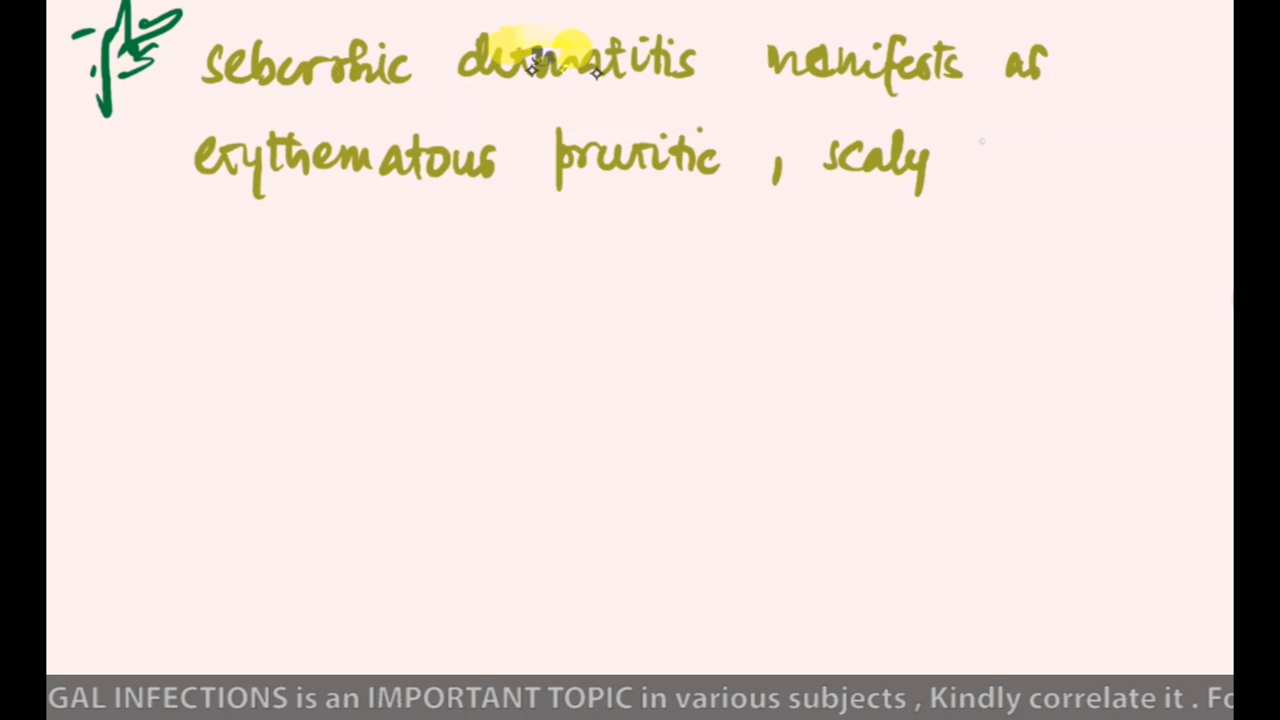 seberohic dermatitis manifests as
erythematous pruritic , scaly
GAL INFECTIONS is an IMPORTANT TOPIC in various subjects , Kindly correlate it . Fo